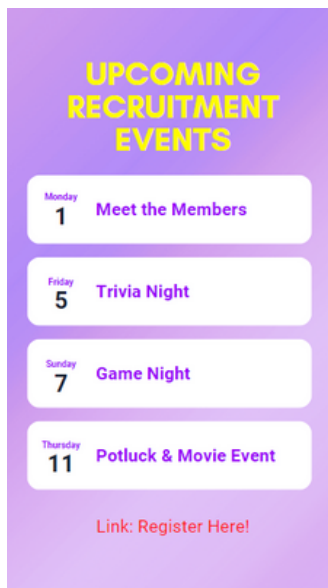 UPCOMING
RECRUITMENT
EVENTS
Monday
1
Meet the Members
Friday
5
Trivia Night
Sunday
7
Game Night
Thursday
11
Potluck & Movie Event
Link: Register Here!